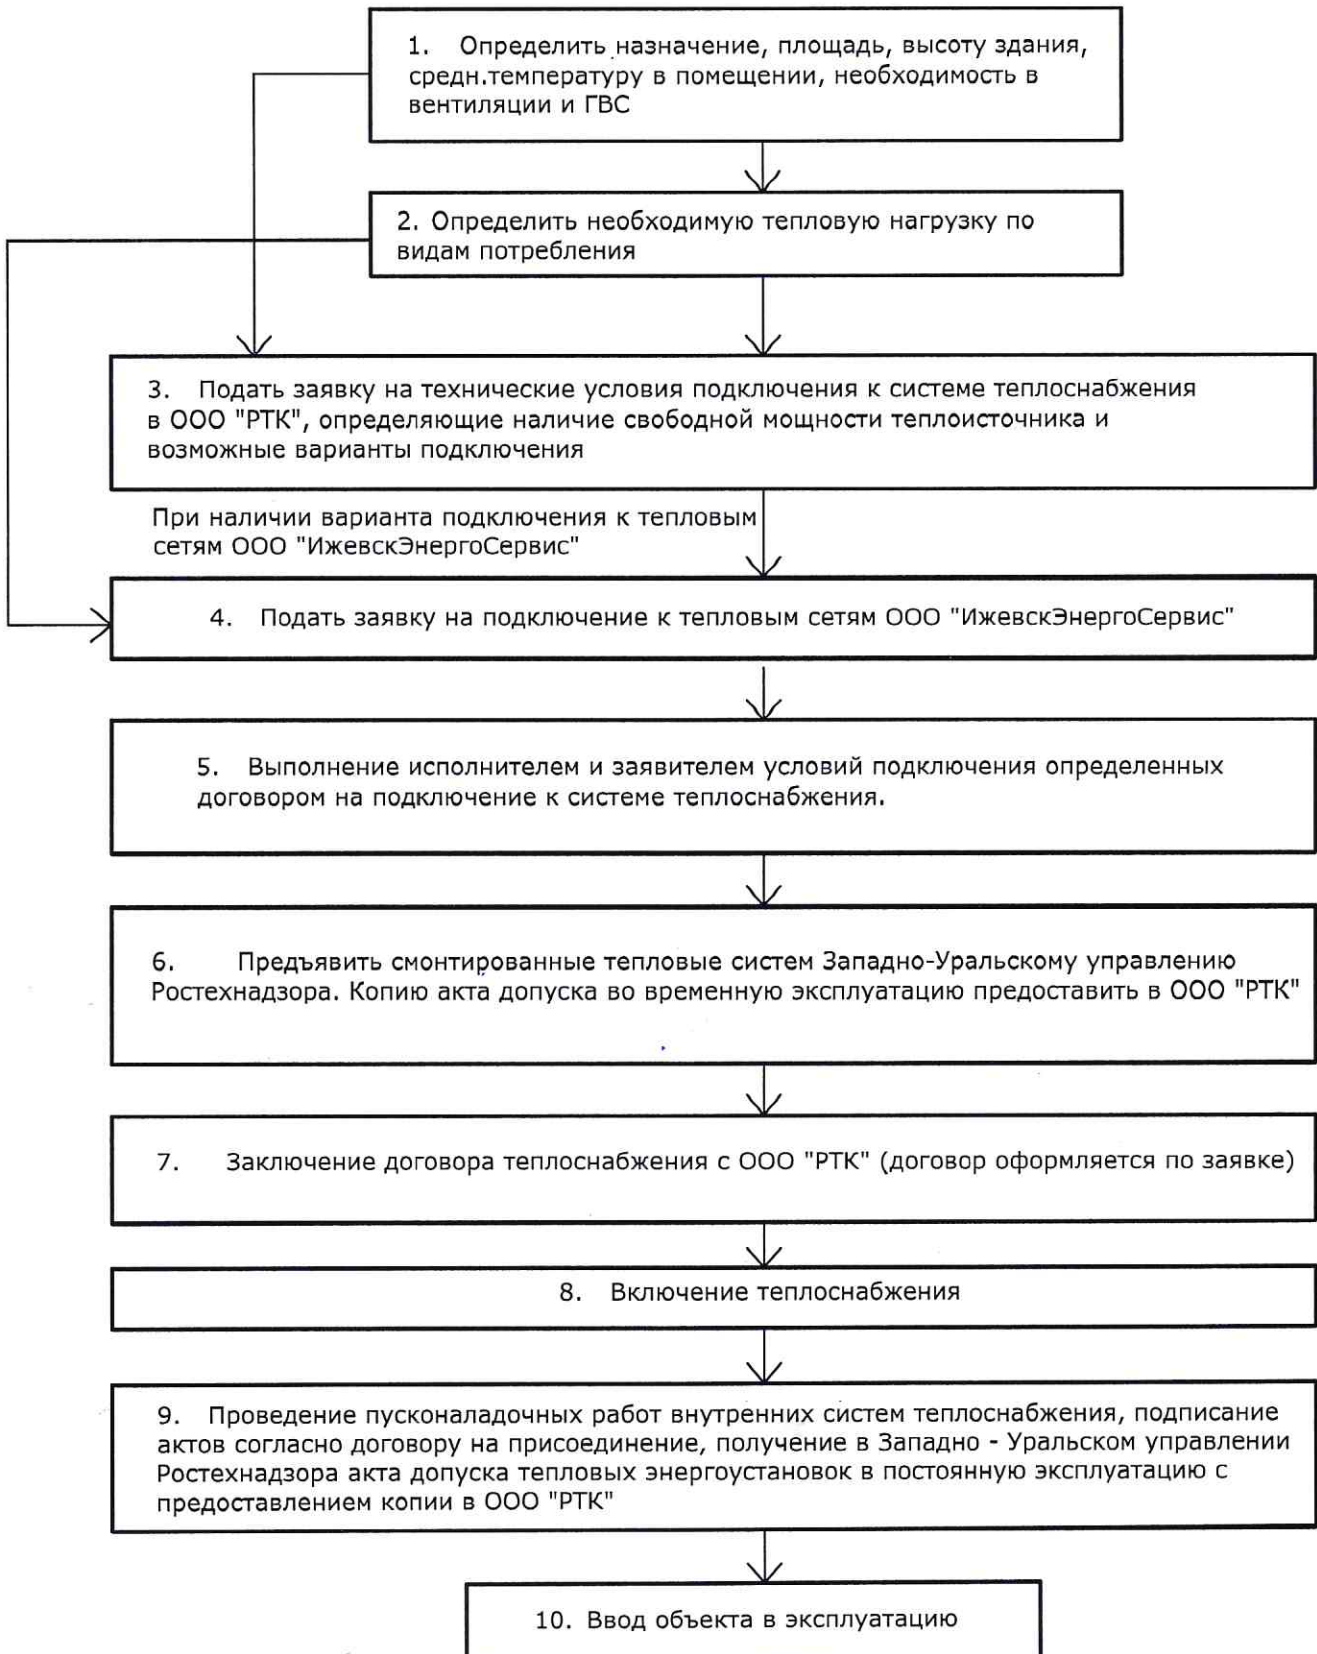 1. Определить назначение, площадь, высоту здания,
средн.температуру в помещении, необходимость в
вентиляции и ГВС
2. Определить необходимую тепловую нагрузку по
видам потребления
3. Подать заявку на технические условия подключения к системе теплоснабжения
в ООО "РТК", определяющие наличие свободной мощности теплоисточника и
возможные варианты подключения
При наличии варианта подключения к тепловым
сетям ООО "ИжевскЭнергоСервис"
4. Подать заявку на подключение к тепловым сетям ООО "ИжевскЭнергоСервис"
5. Выполнение исполнителем и заявителем условий подключения определенных
договором на подключение к системе теплоснабжения.
6. Предъявить смонтированные тепловые систем Западно-Уральскому управлению
Ростехнадзора. Копию акта допуска во временную эксплуатацию предоставить в ООО "РТК"
7. Заключение договора теплоснабжения с ООО "РТК" (договор оформляется по заявке)
8. Включение теплоснабжения
9. Проведение пусконаладочных работ внутренних систем теплоснабжения, подписание
актов согласно договору на присоединение, получение в Западно - Уральском управлении
Ростехнадзора акта допуска тепловых энергоустановок в постоянную эксплуатацию с
предоставлением копии в ООО "РТК"
10. Ввод объекта в эксплуатацию